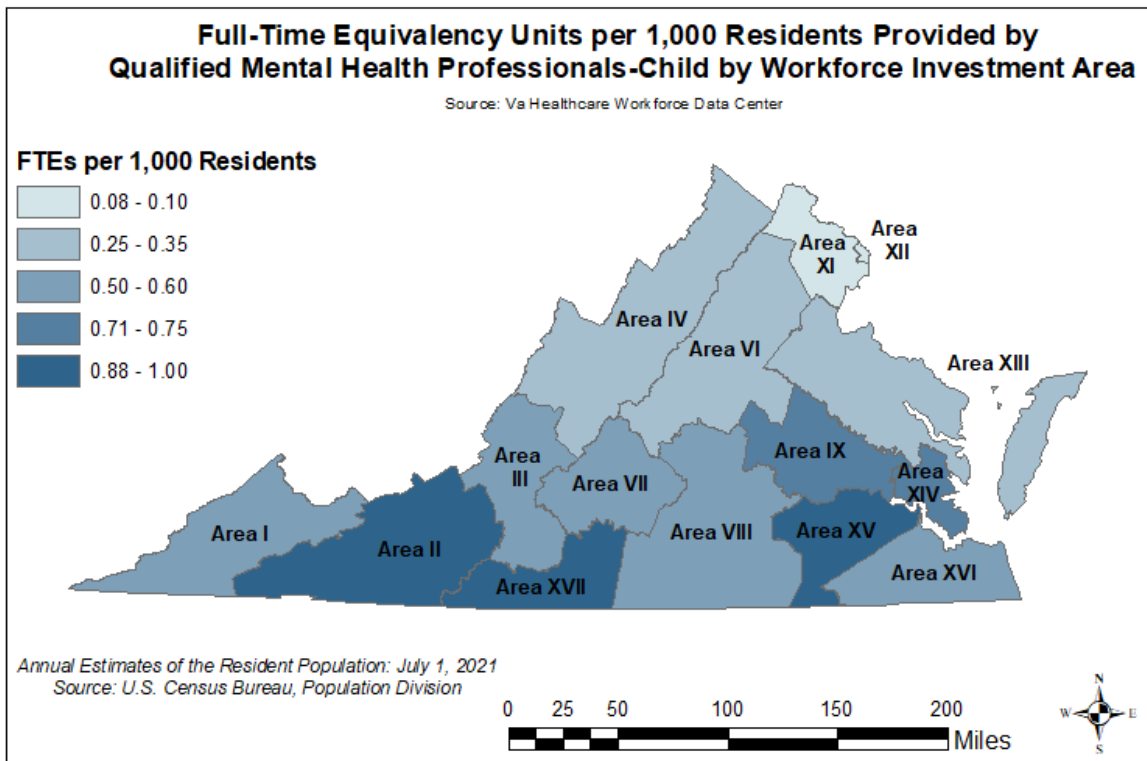 Full-Time Equivalency Units per 1,000 Residents Provided by
Qualified Mental Health Professionals-Child by Workforce Investment Area
Source: Va Healthcare Workforce Data Center
FTEs per 1,000 Residents
0.08 - 0.10
0.25 - 0.35
0.50 - 0.60
0.71 - 0.75
0.88 - 1.00
Area
XII
Area
XI
Area IV
Area VI
Area XIII
Area
III
Area IX
Area VII
Area
XIV
Area I
Area II
Area VIII
Area XV
Area XVII
Area XVI
Annual Estimates of the Resident Population: July 1, 2021
Source: U.S. Census Bureau, Population Division
0 25 50 100 150 200
Miles
N
W E
S